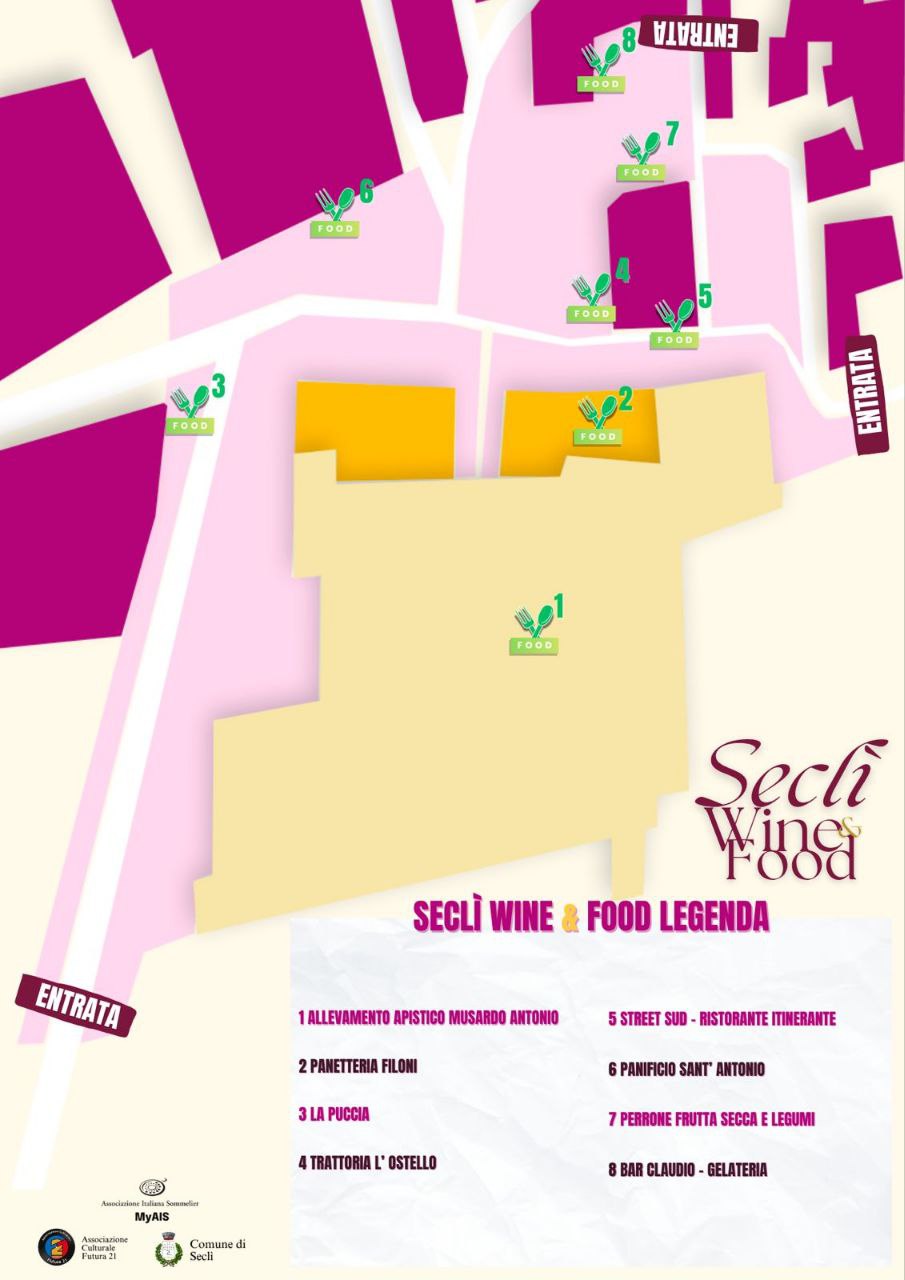 8
ENTRATA
FOOD
7
FOOD
6
FOOD
4
FOOD
5
FOOD
3
FOOD
2
FOOD
ENTRATA
1
FOOD
Seclì
Wine &
Food
SECLÌ WINE & FOOD LEGENDA
1 ALLEVAMENTO APISTICO MUSARDO ANTONIO
2 PANETTERIA FILONI
3 LA PUCCIA
4 TRATTORIA L' OSTELLO
5 STREET SUD - RISTORANTE ITINERANTE
6 PANIFICIO SANT' ANTONIO
7 PERRONE FRUTTA SECCA E LEGUMI
8 BAR CLAUDIO - GELATERIA
ENTRATA
Associazione Italiana Sommelier
MyAIS
Associazione
Culturale
Futura 21
Comune di
Seclì